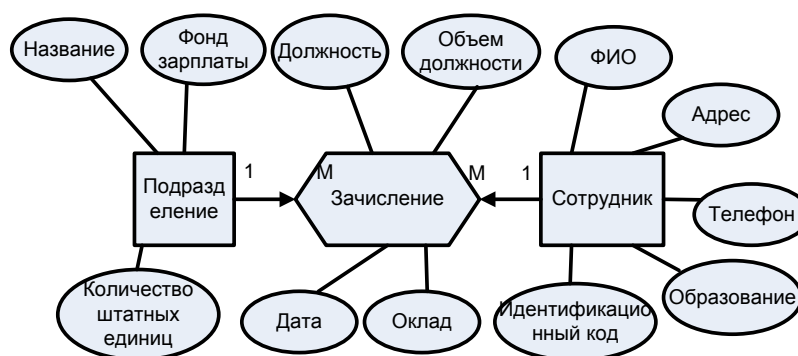 Название
Фонд
зарплаты
Должность
Объем
должности
ФИО
Адрес
1
М
М
1
Подразд
еление
Зачисление
Сотрудник
Телефон
Количество
штатных
единиц
Дата
Оклад
Идентификацио
нный код
Образование